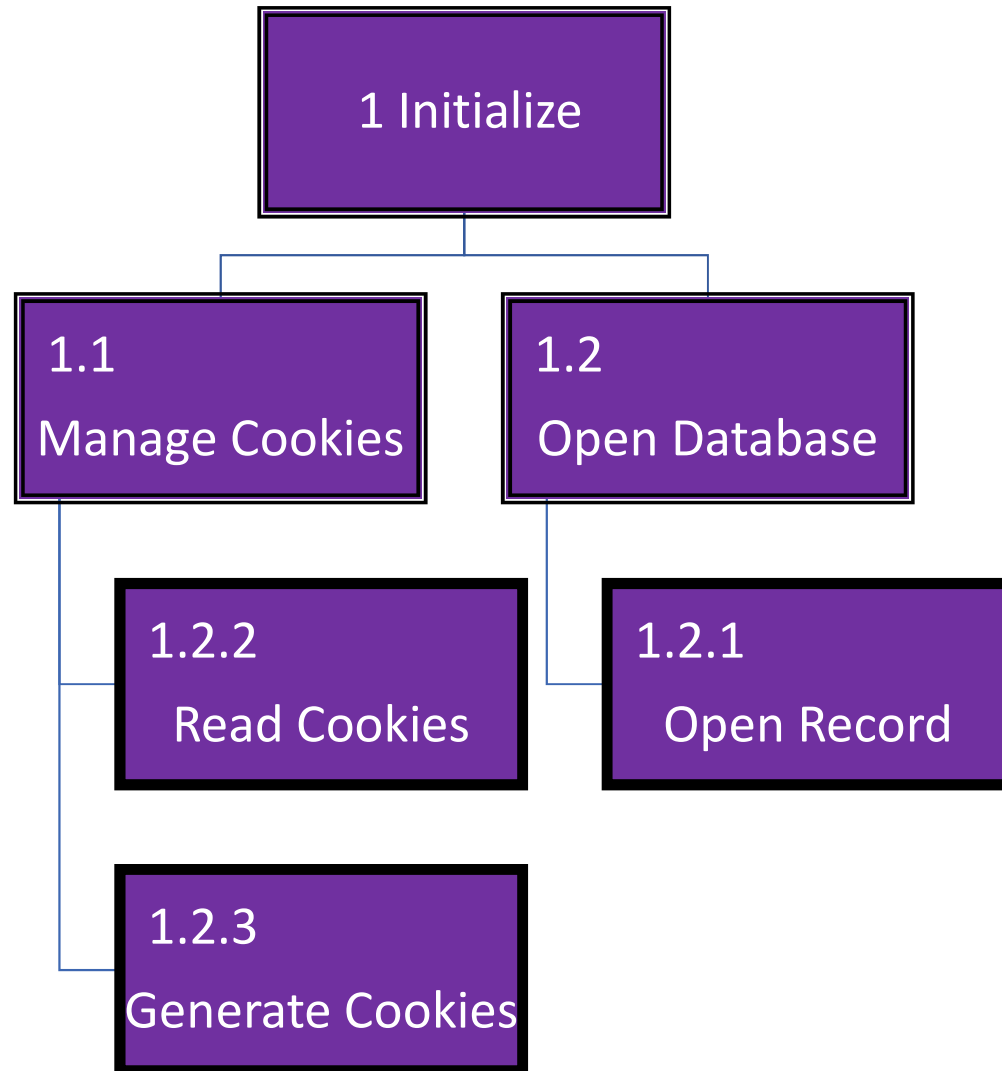 1 Initialize
1.1
Manage Cookies
1.2
Open Database
1.2.2
Read Cookies
1.2.1
Open Record
1.2.3
Generate Cookies